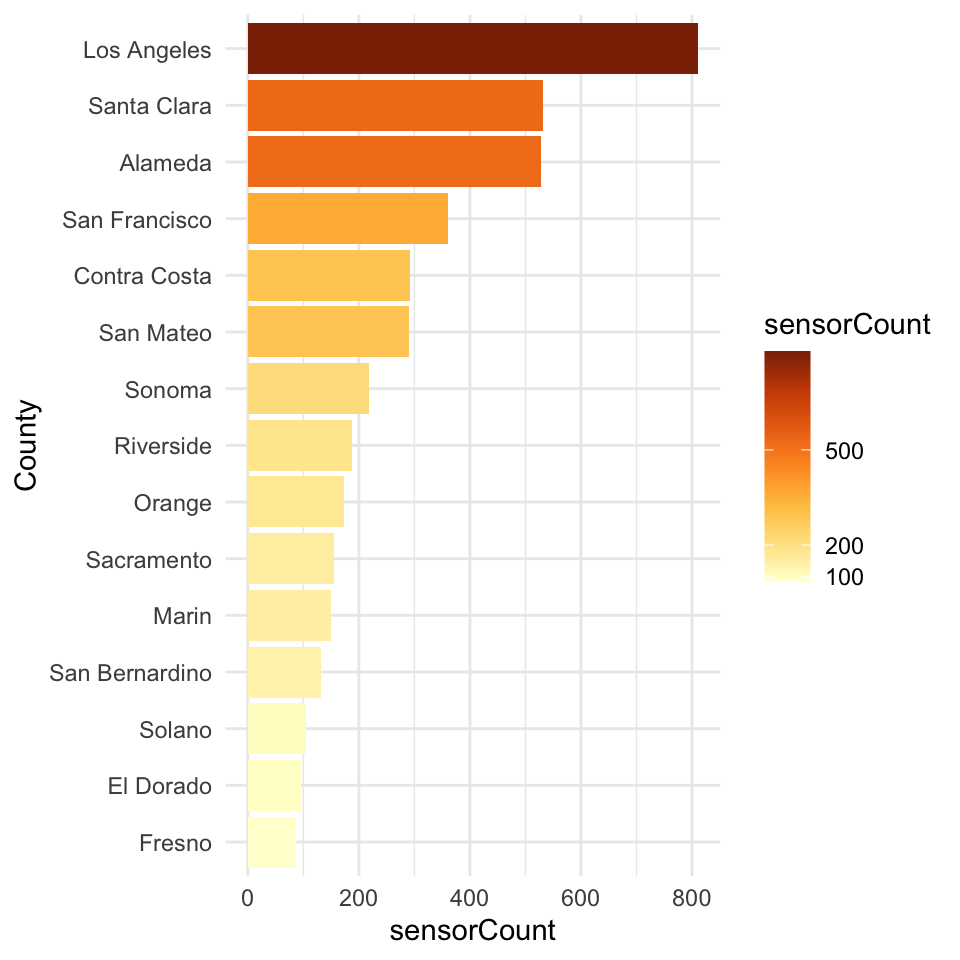 Los Angeles
Santa Clara
Alameda
San Francisco
Contra Costa
San Mateo
Sonoma
Riverside
Orange
Sacramento
Marin
San Bernardino
Solano
El Dorado
Fresno
County
0 200 400 600 800
sensorCount
sensorCount
500
200
100